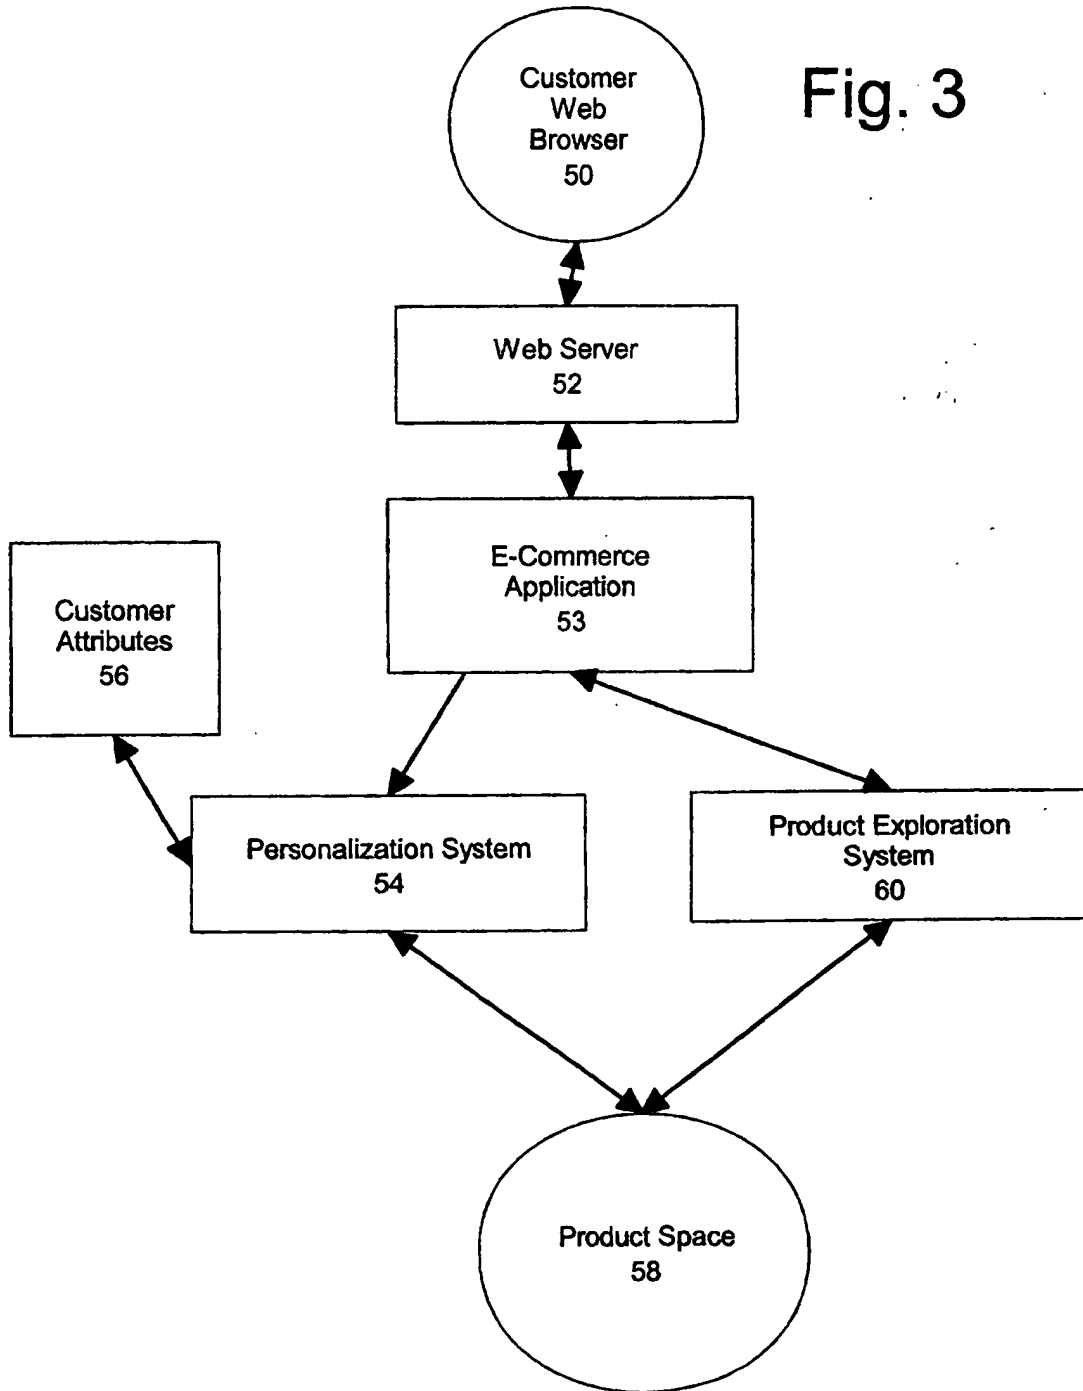 Fig. 3
Customer
Web
Browser
50
Web Server
52
E-Commerce
Application
53
Customer
Attributes
56
Personalization System
54
Product Exploration
System
60
Product Space
58